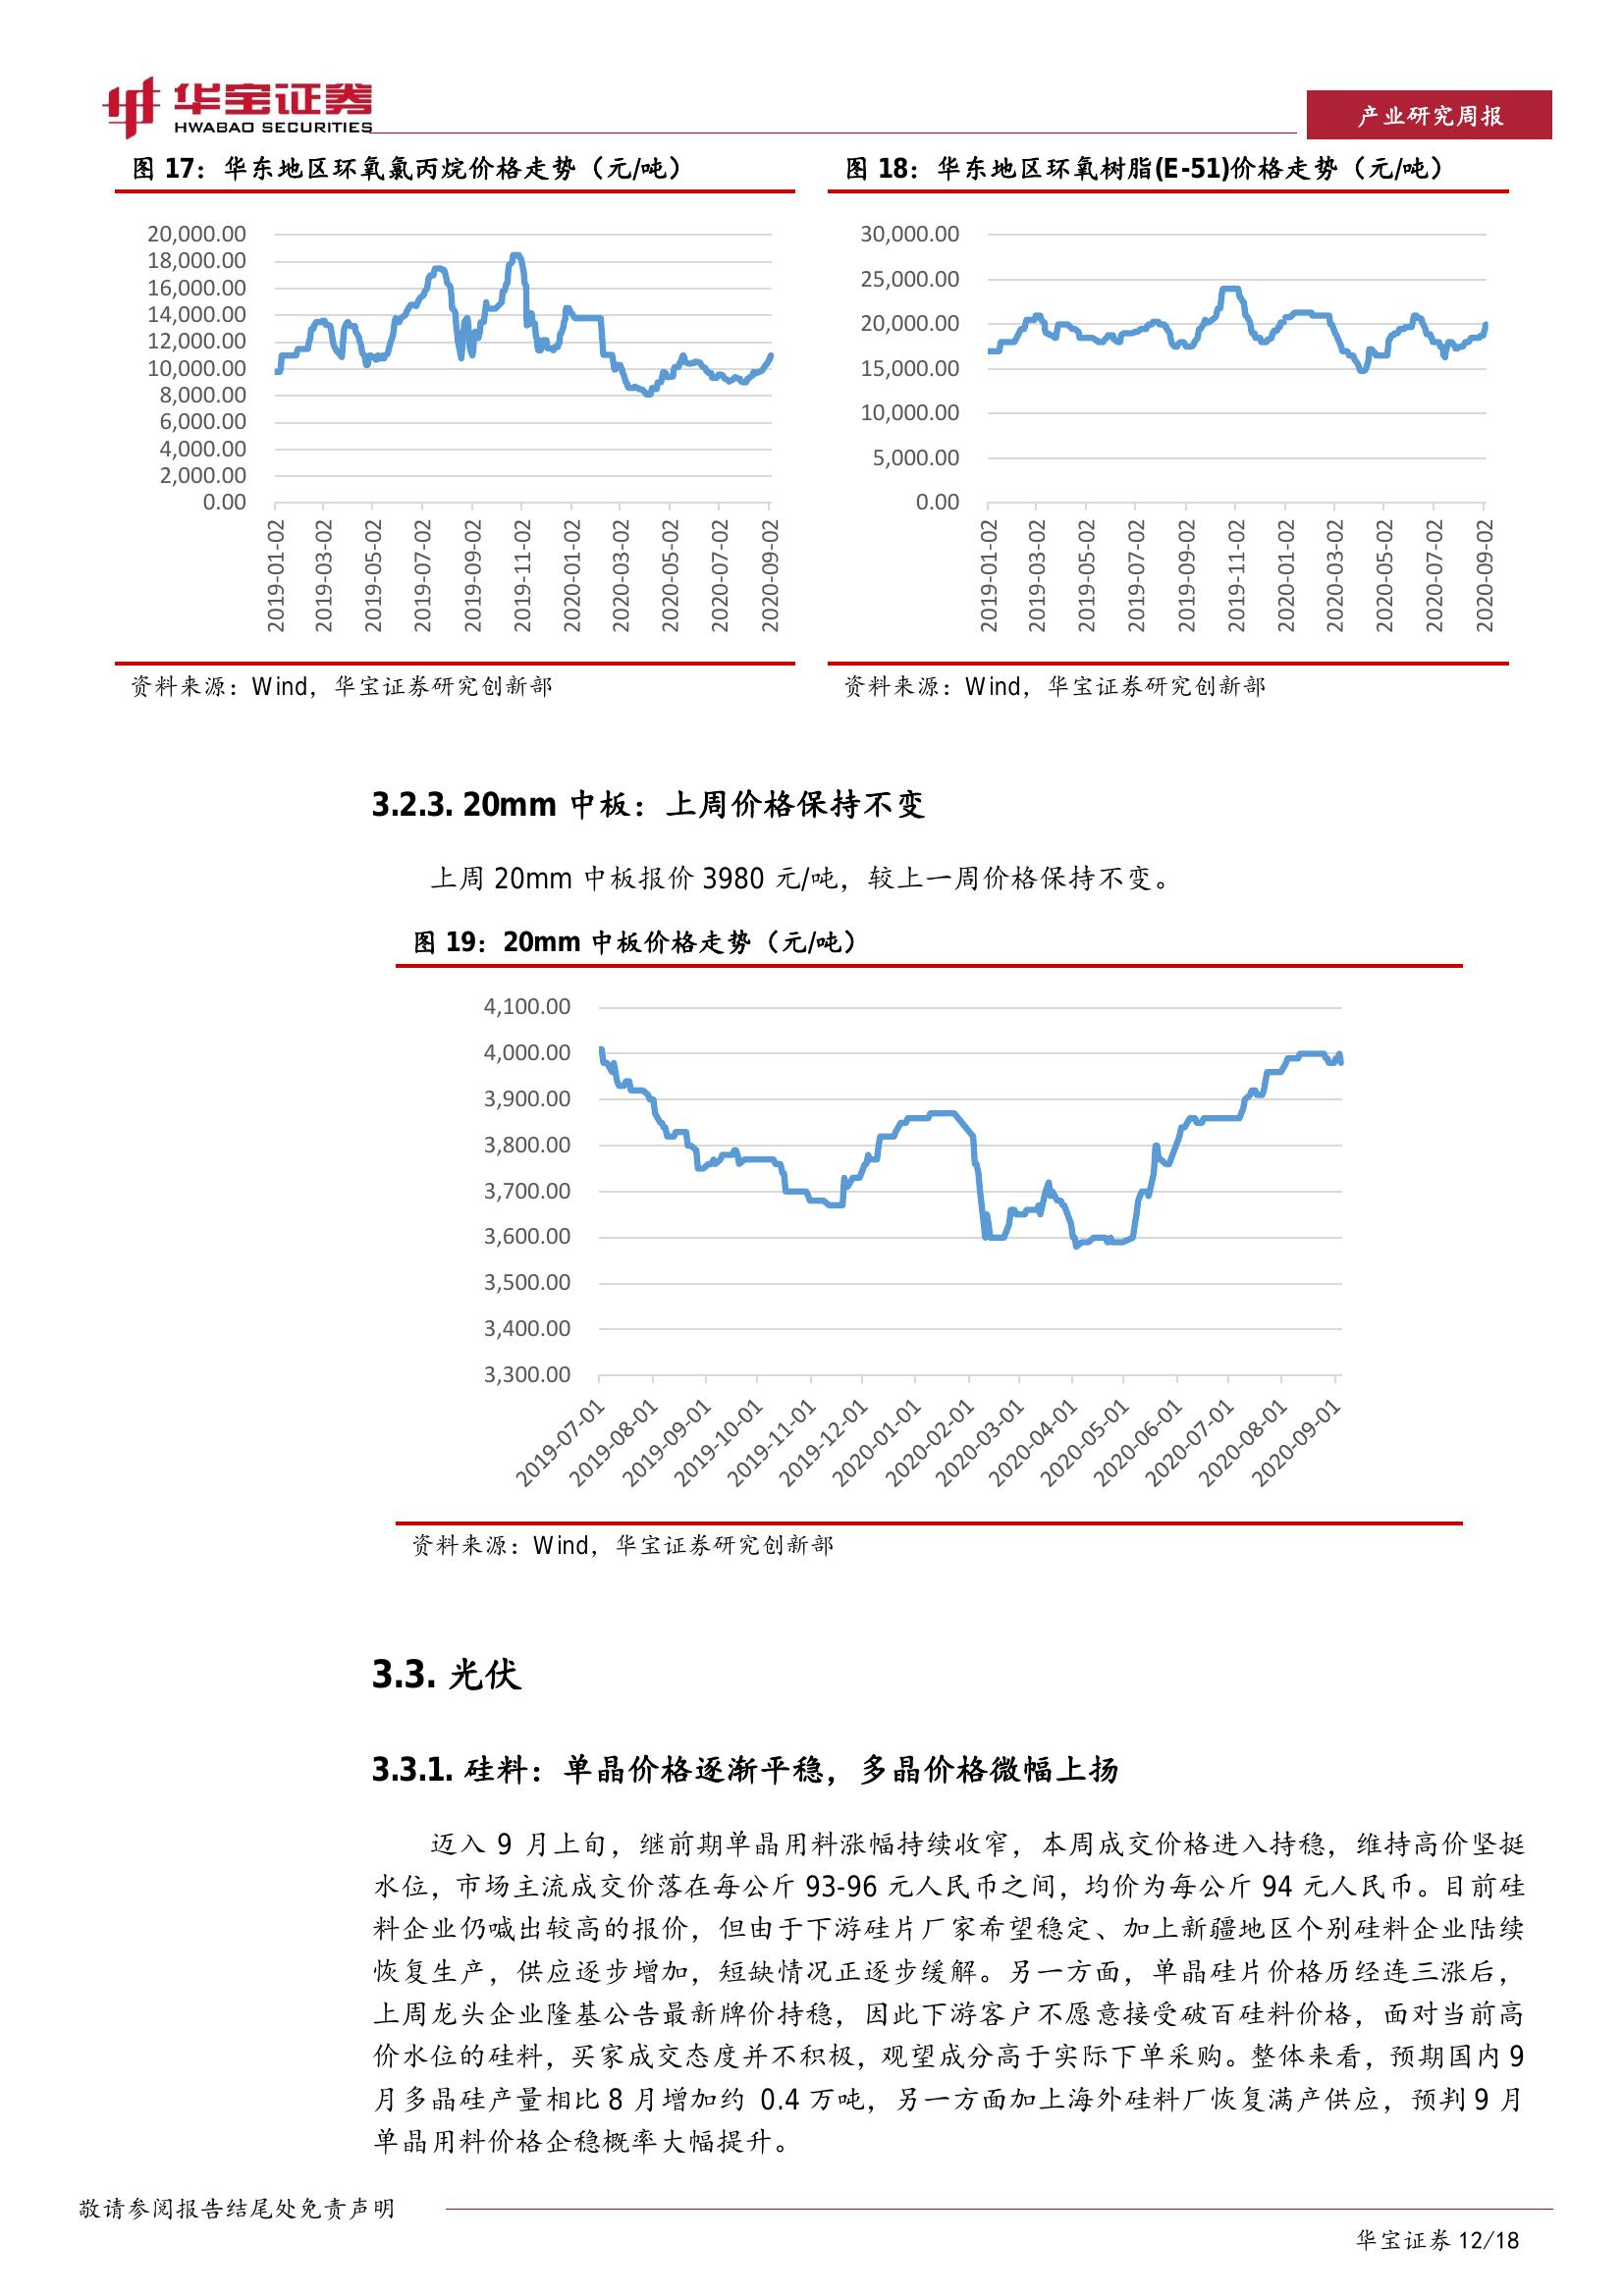 华宝证券
HWABAO SECURITIES
产业研究周报
图 17：华东地区环氧氯丙烷价格走势（元/吨）
20,000.00
18,000.00
16,000.00
14,000.00
12,000.00
10,000.00
8,000.00
6,000.00
4,000.00
2,000.00
0.00
2019-01-02
2019-03-02
2019-05-02
2019-07-02
2019-09-02
2019-11-02
2020-01-02
2020-03-02
2020-05-02
2020-07-02
2020-09-02
资料来源：Wind，华宝证券研究创新部
图 18：华东地区环氧树脂(E-51)价格走势（元/吨）
30,000.00
25,000.00
20,000.00
15,000.00
10,000.00
5,000.00
0.00
2019-01-02
2019-03-02
2019-05-02
2019-07-02
2019-09-02
2019-11-02
2020-01-02
2020-03-02
2020-05-02
2020-07-02
2020-09-02
资料来源：Wind，华宝证券研究创新部
3.2.3. 20mm 中板：上周价格保持不变
上周 20mm 中板报价 3980 元/吨，较上一周价格保持不变。
图 19：20mm 中板价格走势（元/吨）
4,100.00
4,000.00
3,900.00
3,800.00
3,700.00
3,600.00
3,500.00
3,400.00
3,300.00
2019-07-01
2019-08-01
2019-09-01
2019-10-01
2019-11-01
2019-12-01
2020-01-01
2020-02-01
2020-03-01
2020-04-01
2020-05-01
2020-06-01
2020-07-01
2020-08-01
2020-09-01
资料来源：Wind，华宝证券研究创新部
3.3. 光伏
3.3.1. 硅料：单晶价格逐渐平稳，多晶价格微幅上扬
迈入 9 月上旬，继前期单晶用料涨幅持续收窄，本周成交价格进入持稳，维持高价坚挺
水位，市场主流成交价落在每公斤 93-96 元人民币之间，均价为每公斤 94 元人民币。目前硅
料企业仍喊出较高的报价，但由于下游硅片厂家希望稳定、加上新疆地区个别硅料企业陆续
恢复生产，供应逐步增加，短缺情况正逐步缓解。另一方面，单晶硅片价格历经连三涨后，
上周龙头企业隆基公告最新牌价持稳，因此下游客户不愿意接受破百硅料价格，面对当前高
价水位的硅料，买家成交态度并不积极，观望成分高于实际下单采购。整体来看，预期国内 9
月多晶硅产量相比 8 月增加约 0.4 万吨，另一方面加上海外硅料厂恢复满产供应，预判 9 月
单晶用料价格企稳概率大幅提升。
敬请参阅报告结尾处免责声明
华宝证券 12/18